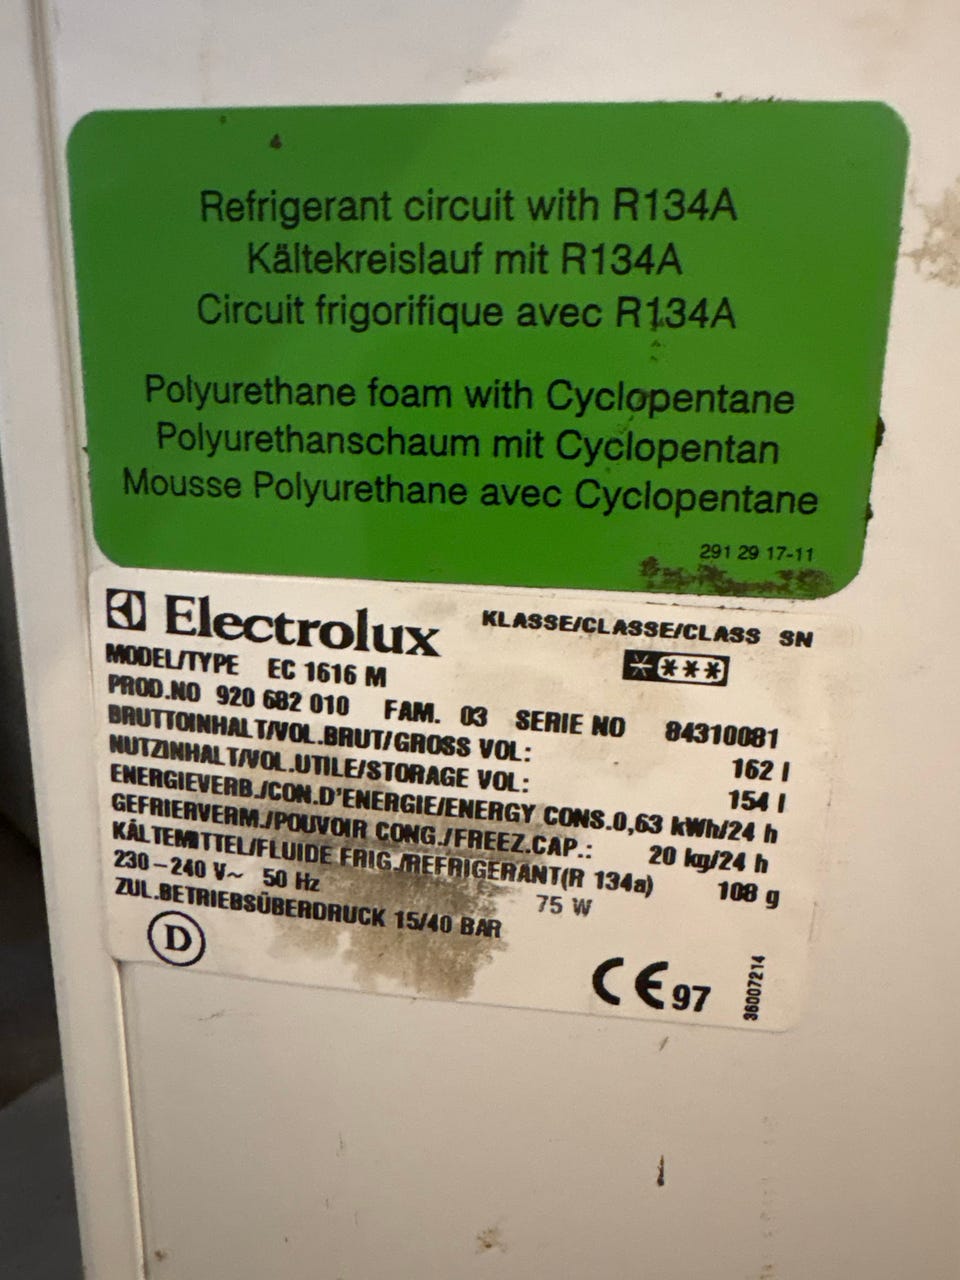 Refrigerant circuit with R134A
Kältekreislauf mit R134A
Circuit frigorifique avec R134A
Polyurethane foam with Cyclopentane
Polyurethanschaum mit Cyclopentan
Mousse Polyurethane avec Cyclopentane
291 29 17-11
Electrolux KLASSE/CLASSE/CLASS SN
MODEL/TYPE EC 1616 M ****
PROD.NO 920 682 010 FAM. 03 SERIE NO 84310081
BRUTTOINHALT/VOL.BRUT/GROSS VOL: 162 l
NUTZINHALT/VOL.UTILE/STORAGE VOL: 154 l
ENERGIEVERB./CON.D'ENERGIE/ENERGY CONS.0,63 kWh/24 h
GEFRIERVERM./POUVOIR CONG./FREEZ.CAP.: 20 kg/24 h
KÄLTEMITTEL/FLUIDE FRIG./REFRIGERANT(R 134a) 108 g
230-240 V~ 50 Hz 75 W
ZUL.BETRIEBSÜBERDRUCK 15/40 BAR
D
CE 97
36007214